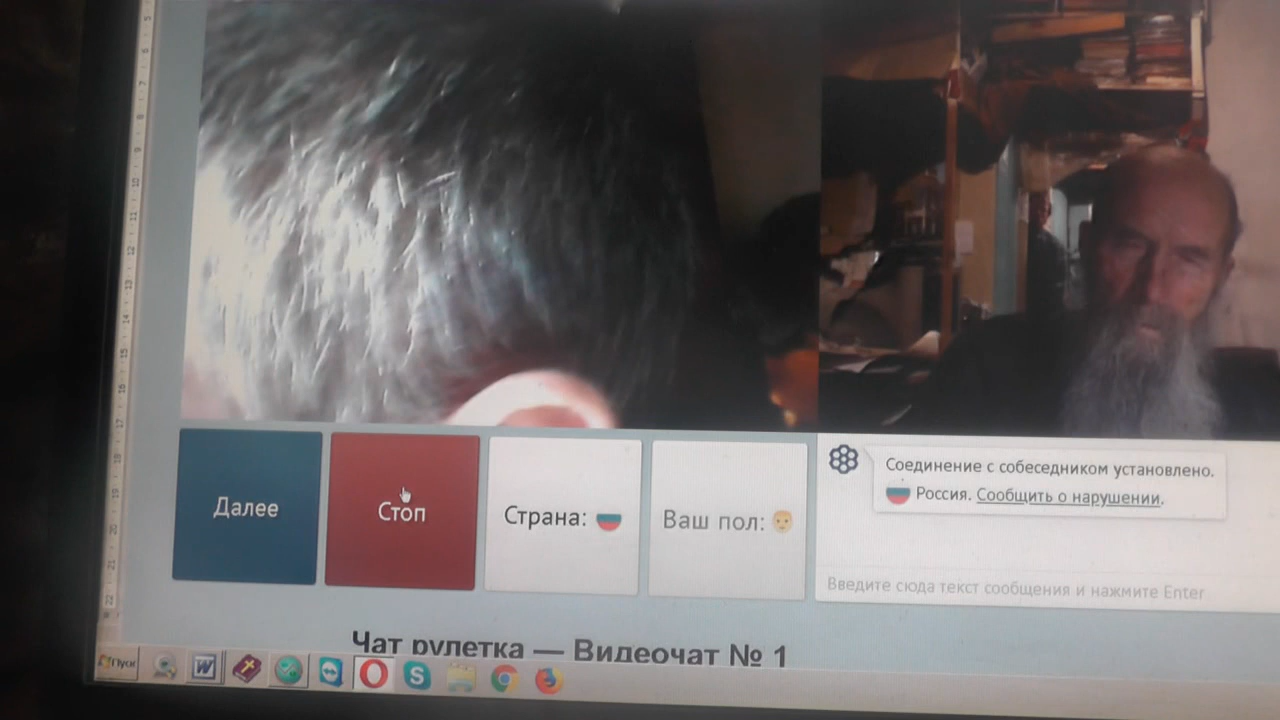 Соединение с собеседником установлено.
Россия. Сообщить о нарушении.
Далее
Стоп
Страна:
Ваш пол:
Введите сюда текст сообщения и нажмите Enter
Чат рулетка — Видеочат № 1
Пуск